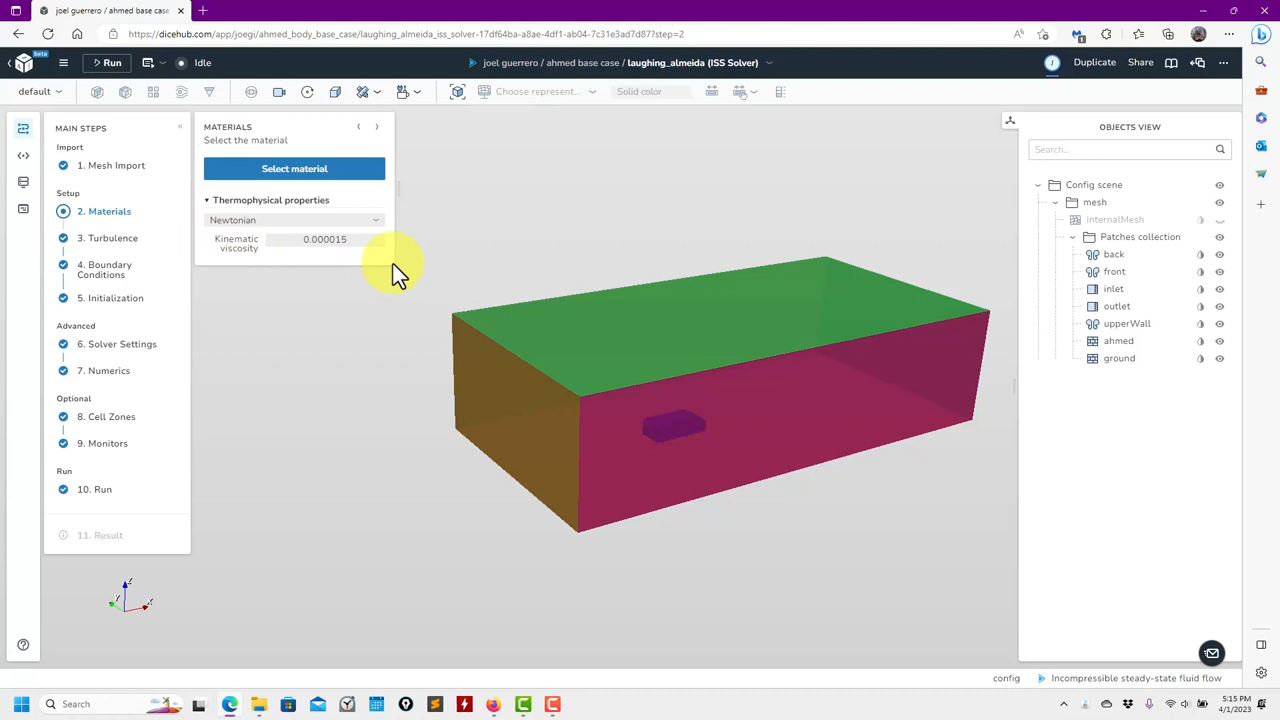 joel guerrero / ahmed base case
https://dicehub.com/app/joegi/ahmed_body_base_case/laughing_almeida_iss_solver-17df64ba-a8ae-4df1-ab04-7c31e3ad7d87?step=2
beta
Run
Idle
joel guerrero / ahmed base case / laughing_almeida (ISS Solver)
J
Duplicate
Share
default
Choose represent...
Solid color
MAIN STEPS
Import
1. Mesh Import
Setup
2. Materials
3. Turbulence
4. Boundary
Conditions
5. Initialization
Advanced
6. Solver Settings
7. Numerics
Optional
8. Cell Zones
9. Monitors
Run
10. Run
11. Result
MATERIALS
Select the material
Select material
Thermophysical properties
Newtonian
Kinematic
viscosity
0.000015
Z
Y
X
OBJECTS VIEW
Search...
Config scene
mesh
internalMesh
Patches collection
back
front
inlet
outlet
upperWall
ahmed
ground
config
Incompressible steady-state fluid flow
Search
5:15 PM
4/1/2023